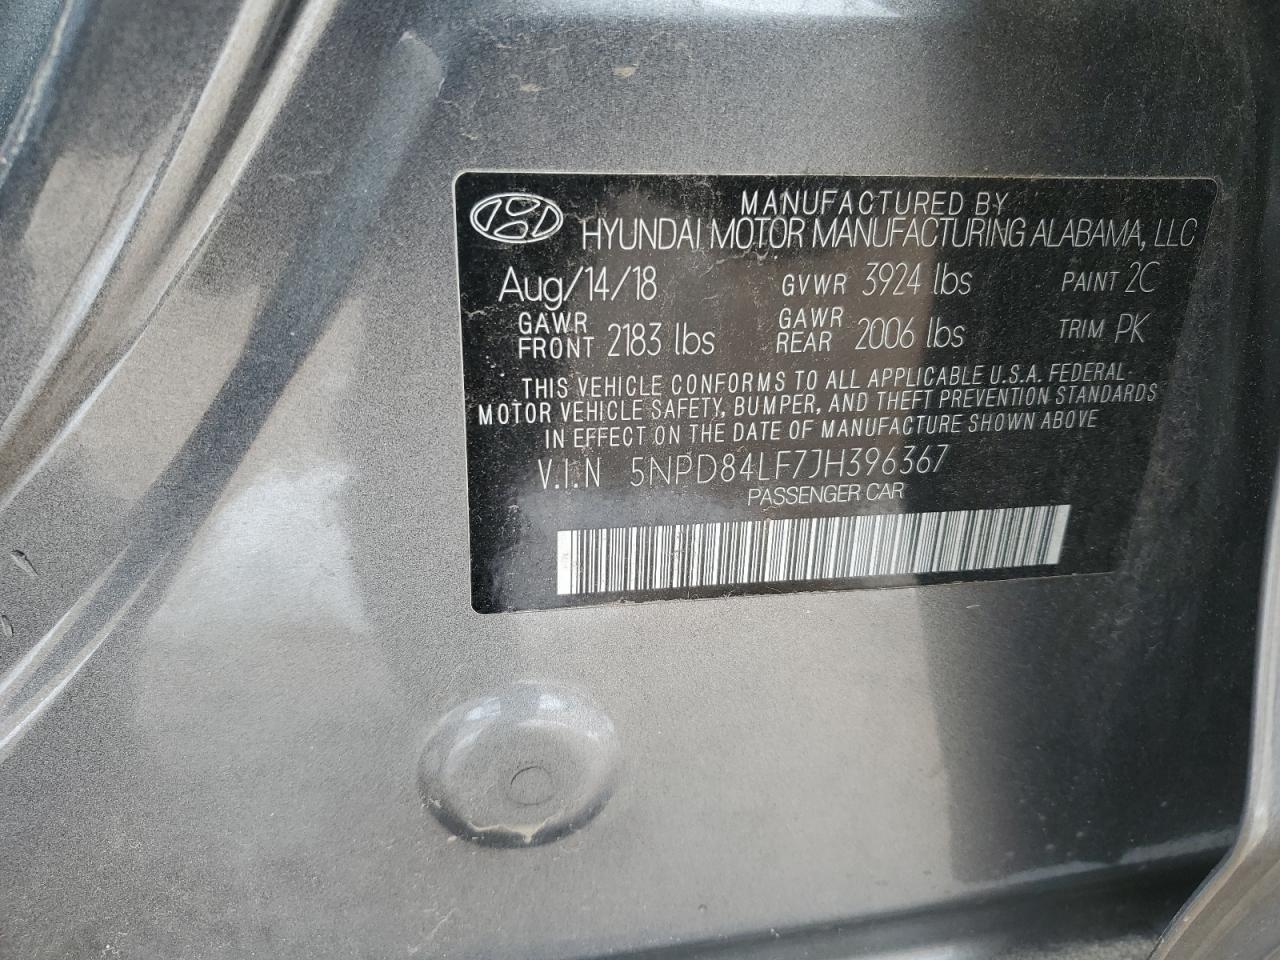 MANUFACTURED BY
HYUNDAI MOTOR MANUFACTURING ALABAMA, LLC
Aug/14/18 GVWR 3924 lbs PAINT 2C
GAWR FRONT 2183 lbs GAWR REAR 2006 lbs TRIM PK
THIS VEHICLE CONFORMS TO ALL APPLICABLE U.S.A. FEDERAL
MOTOR VEHICLE SAFETY, BUMPER, AND THEFT PREVENTION STANDARDS
IN EFFECT ON THE DATE OF MANUFACTURE SHOWN ABOVE
V.I.N 5NPD84LF7JH396367
PASSENGER CAR